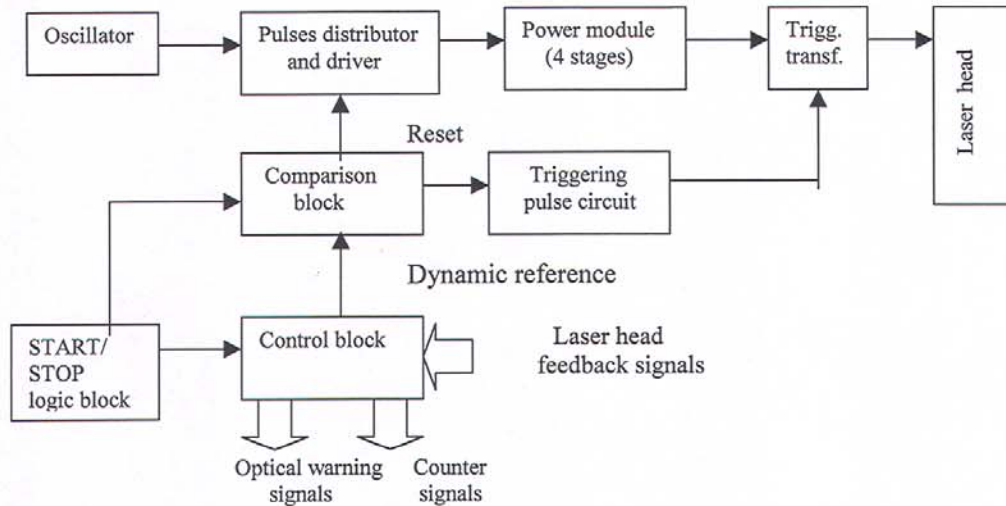 Oscillator
Pulses distributor
and driver
Power module
(4 stages)
Trigg.
transf.
Laser head
Reset
Comparison
block
Triggering
pulse circuit
Dynamic reference
START/
STOP
logic block
Control block
Laser head
feedback signals
Optical warning
signals
Counter
signals